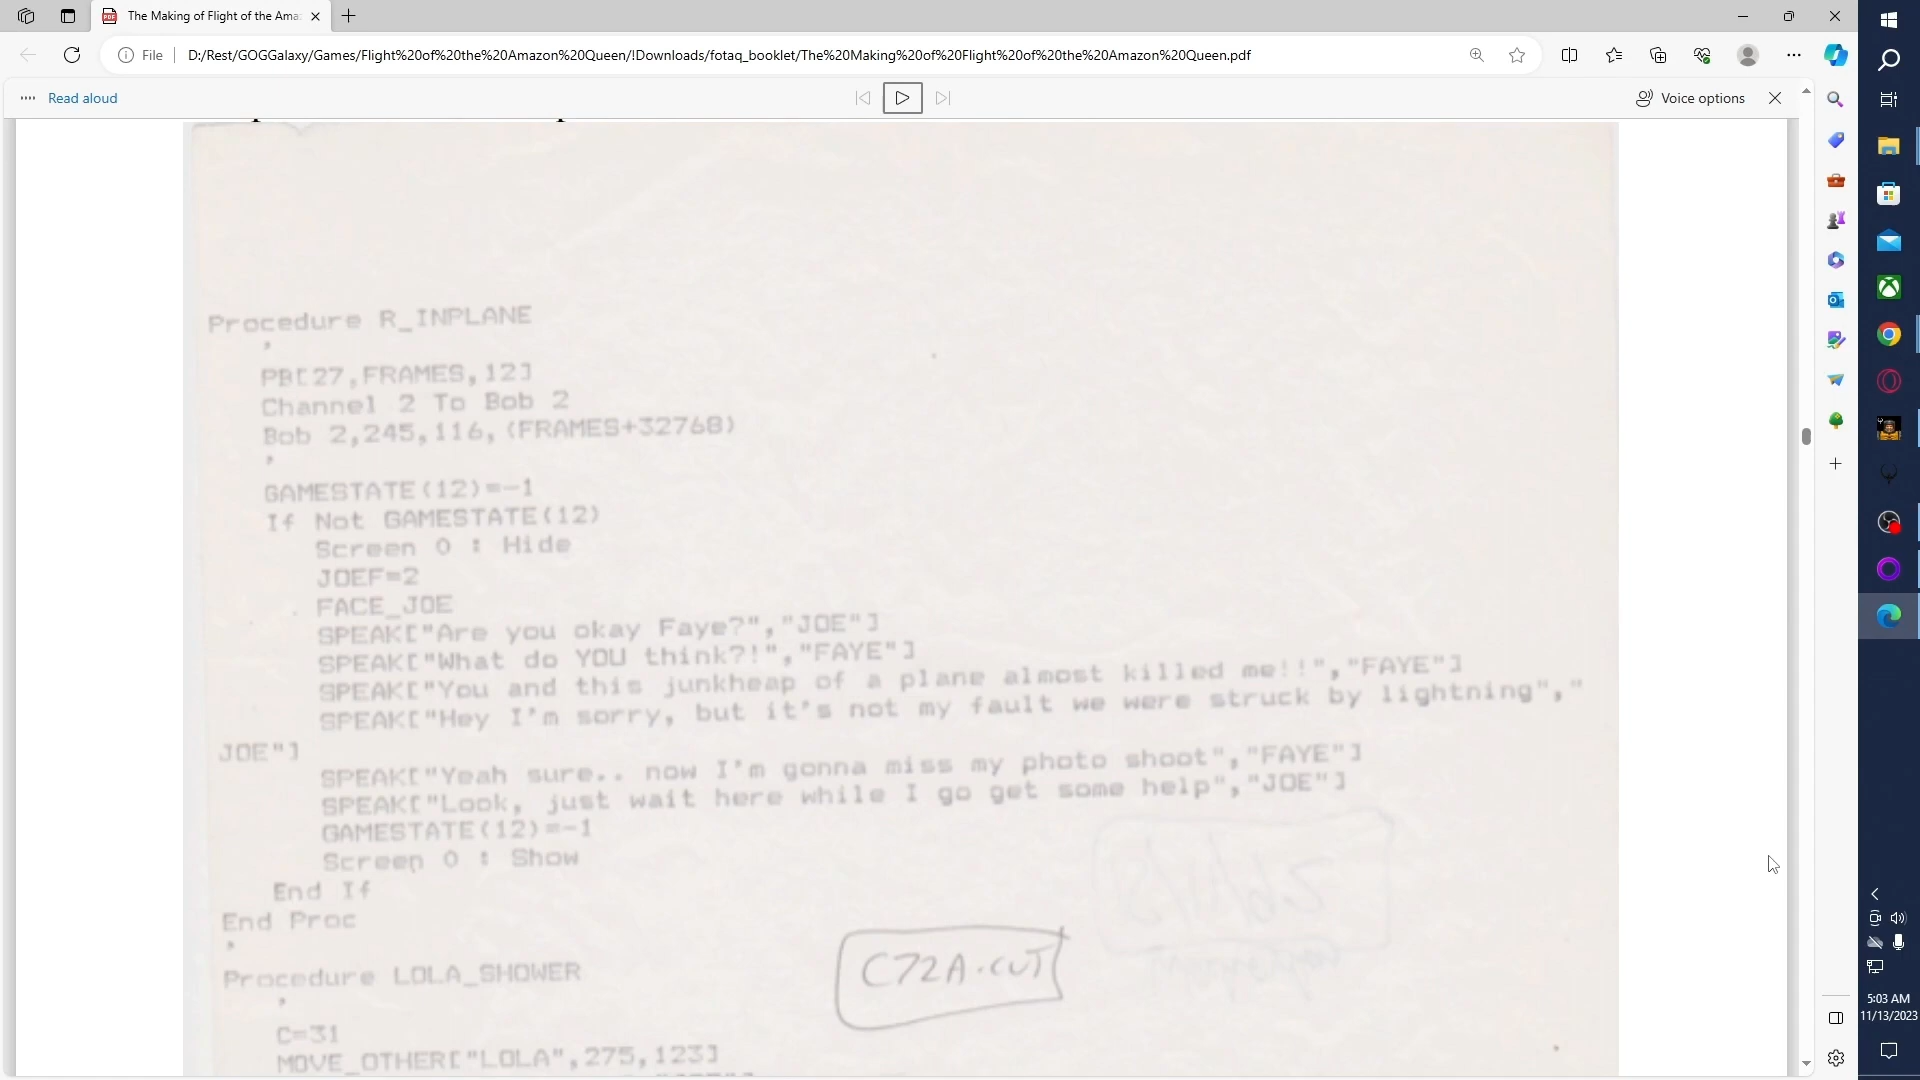 The Making of Flight of the Ama
File
D:/Rest/GOGGalaxy/Games/Flight%20of%20the%20Amazon%20Queen/!Downloads/fotaq_booklet/The%20Making%20of%20Flight%20of%20the%20Amazon%20Queen.pdf
Read aloud
Voice options
Procedure R_INPLANE
'
PB[27,FRAMES,12]
Channel 2 To Bob 2
Bob 2,245,116,(FRAMES+32768)
'
GAMESTATE(12)=-1
If Not GAMESTATE(12)
Screen 0 : Hide
JOEF=2
FACE_JOE
SPEAK["Are you okay Faye?","JOE"]
SPEAK["What do YOU think?!","FAYE"]
SPEAK["You and this junkheap of a plane almost killed me!!","FAYE"]
SPEAK["Hey I'm sorry, but it's not my fault we were struck by lightning","
JOE"]
SPEAK["Yeah sure.. now I'm gonna miss my photo shoot","FAYE"]
SPEAK["Look, just wait here while I go get some help","JOE"]
GAMESTATE(12)=-1
Screen 0 : Show
End If
End Proc
'
Procedure LOLA_SHOWER
C72A.CUT
'
C=31
MOVE_OTHER["LOLA",275,123]
5:03 AM
11/13/2023